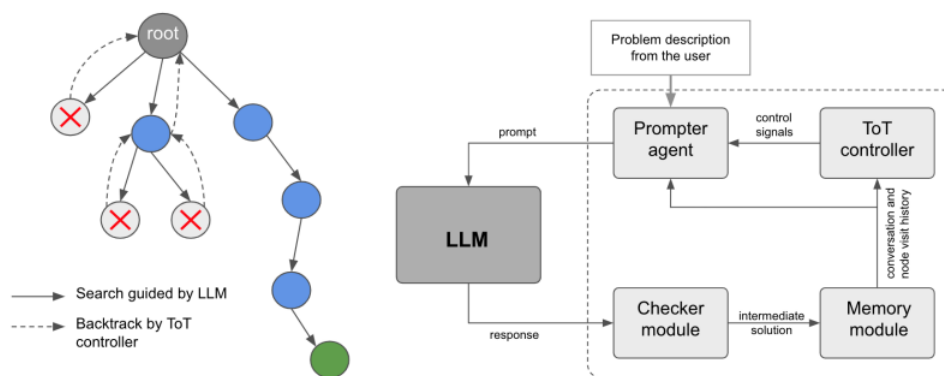 root
Search guided by LLM
Backtrack by ToT
controller
Problem description
from the user
prompt
Prompter
agent
control
signals
ToT
controller
LLM
conversation and
node visit history
response
Checker
module
intermediate
solution
Memory
module